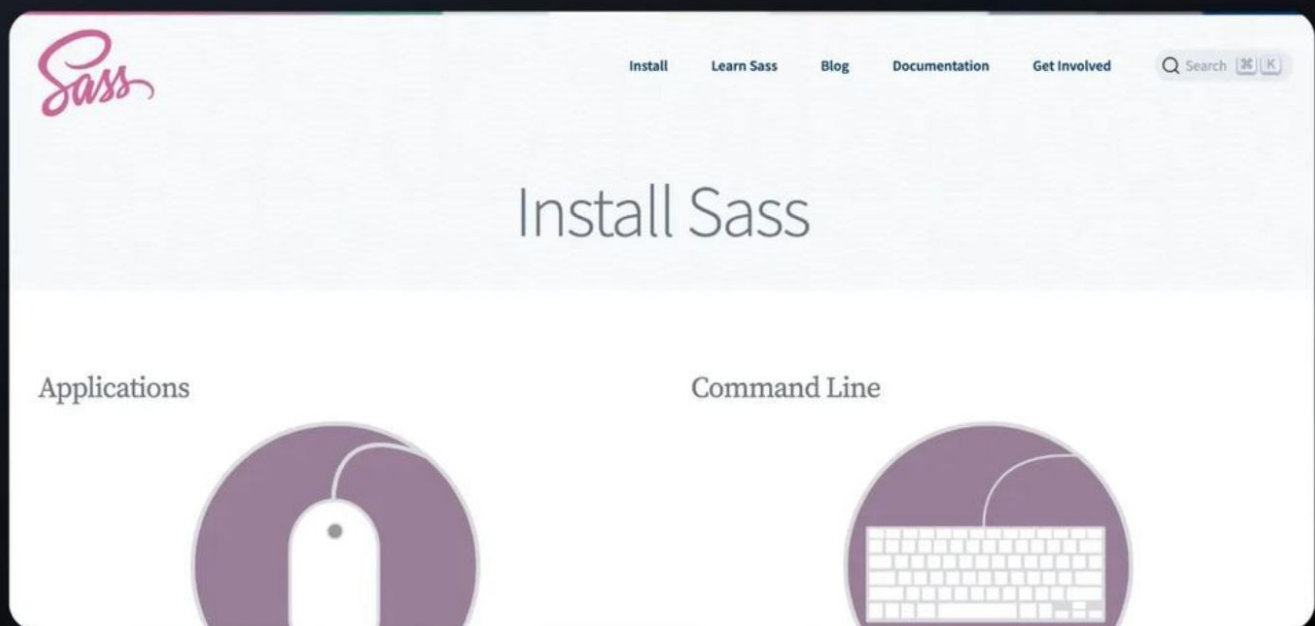 Sass
Install Learn Sass Blog Documentation Get Involved Search ⌘ K
Install Sass
Applications
Command Line